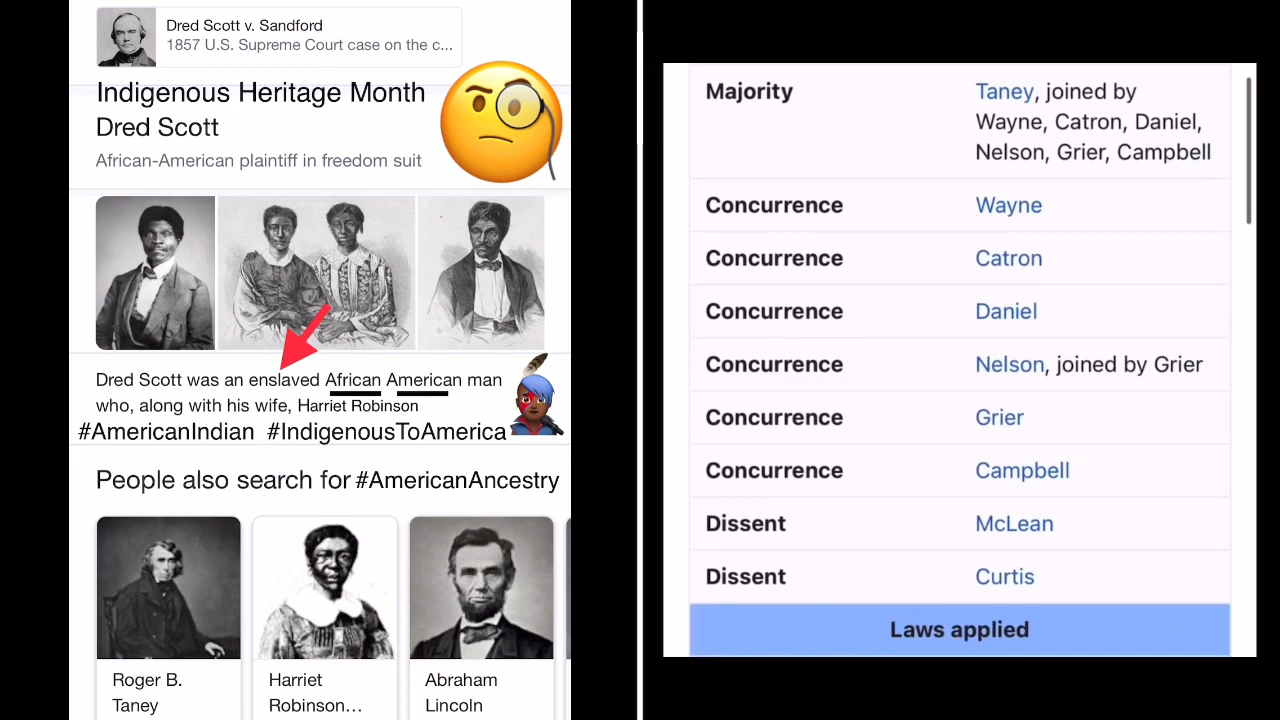 Dred Scott v. Sandford
1857 U.S. Supreme Court case on the c...
Indigenous Heritage Month
Dred Scott
African-American plaintiff in freedom suit
Dred Scott was an enslaved African American man
who, along with his wife, Harriet Robinson
#AmericanIndian #IndigenousToAmerica
People also search for #AmericanAncestry
Roger B.
Taney
Harriet
Robinson...
Abraham
Lincoln
Majority
Taney, joined by
Wayne, Catron, Daniel,
Nelson, Grier, Campbell
Concurrence Wayne
Concurrence Catron
Concurrence Daniel
Concurrence Nelson, joined by Grier
Concurrence Grier
Concurrence Campbell
Dissent McLean
Dissent Curtis
Laws applied